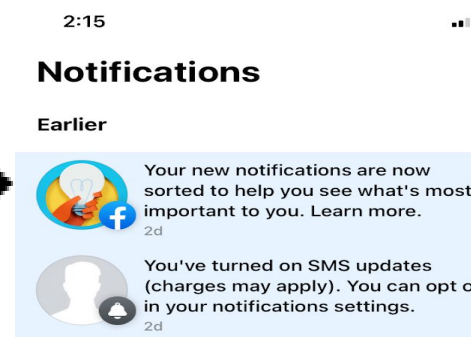 2:15
Notifications
Earlier
Your new notifications are now
sorted to help you see what's most
important to you. Learn more.
2d
You've turned on SMS updates
(charges may apply). You can opt o
in your notifications settings.
2d